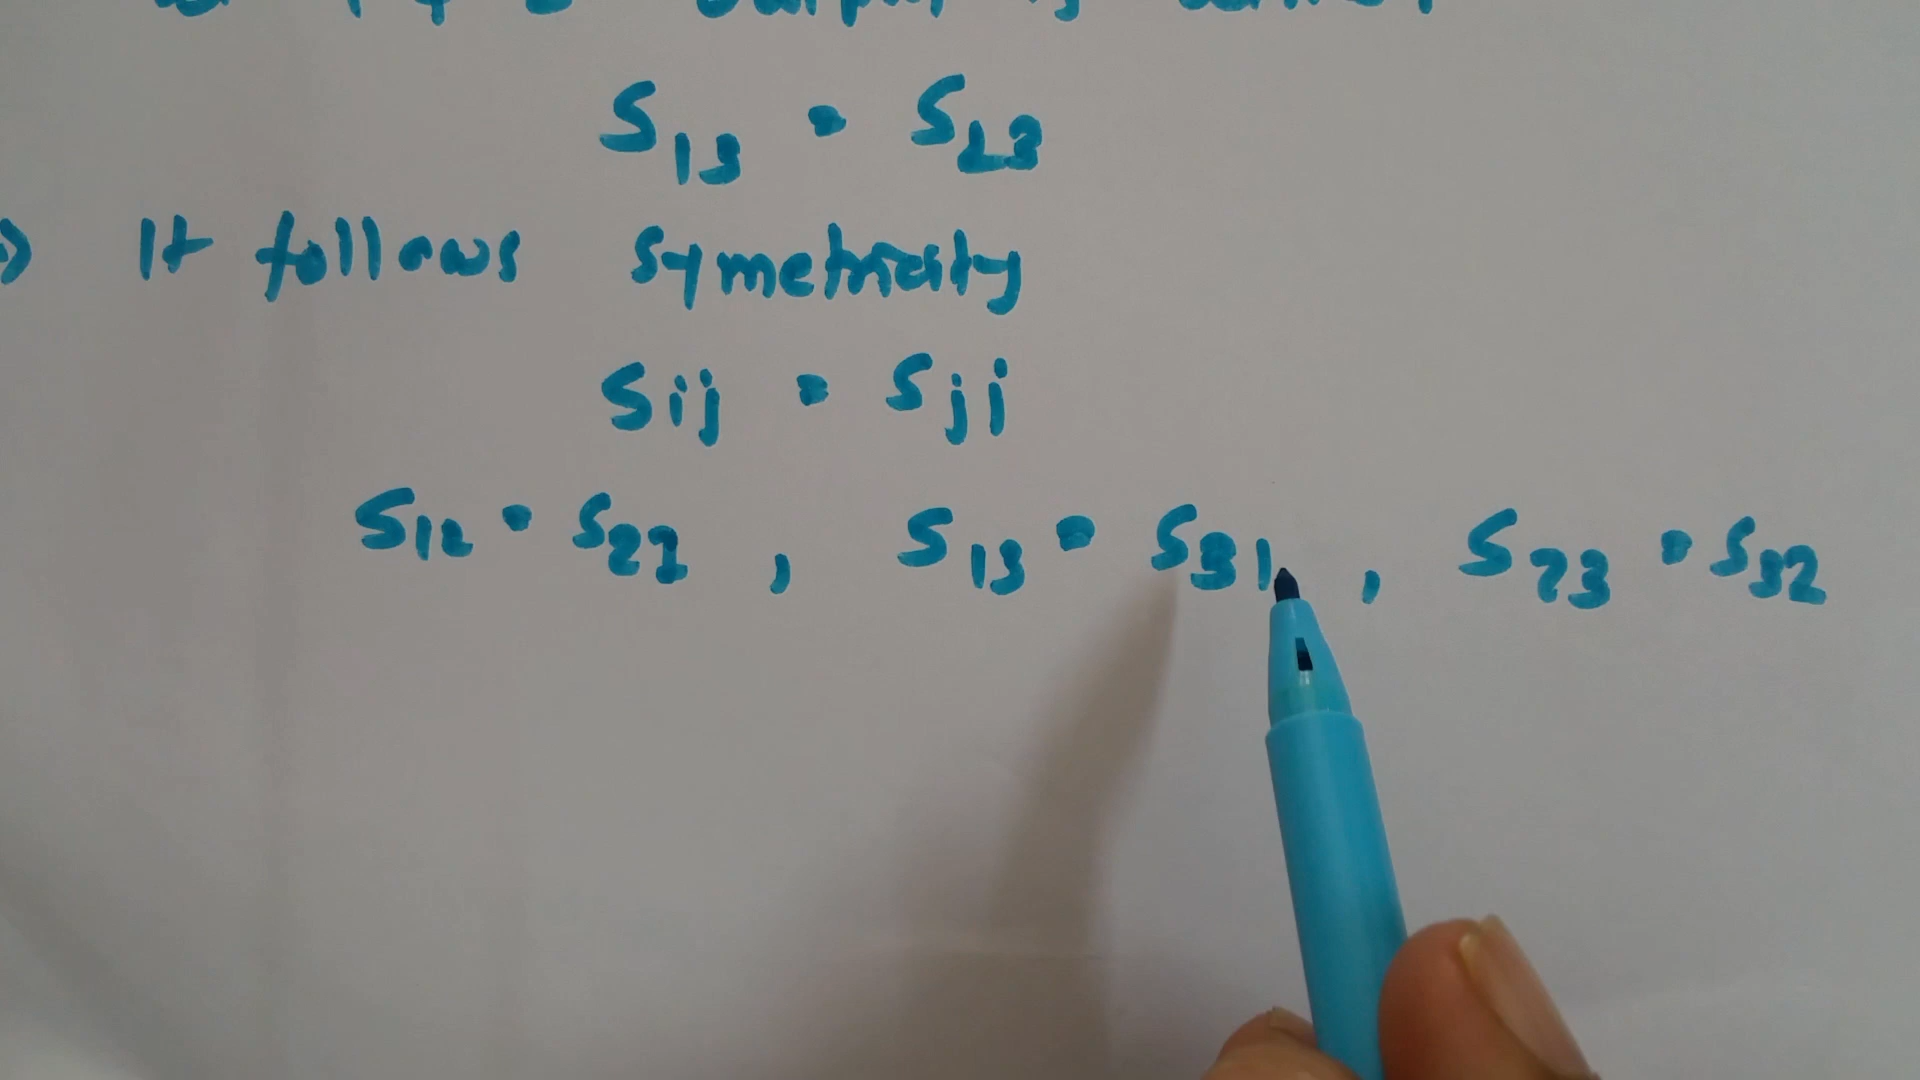 S13 = S23
⇒ It follows symetricity
Sij = Sji
S12 = S21 , S13 = S31 , S23 = S32